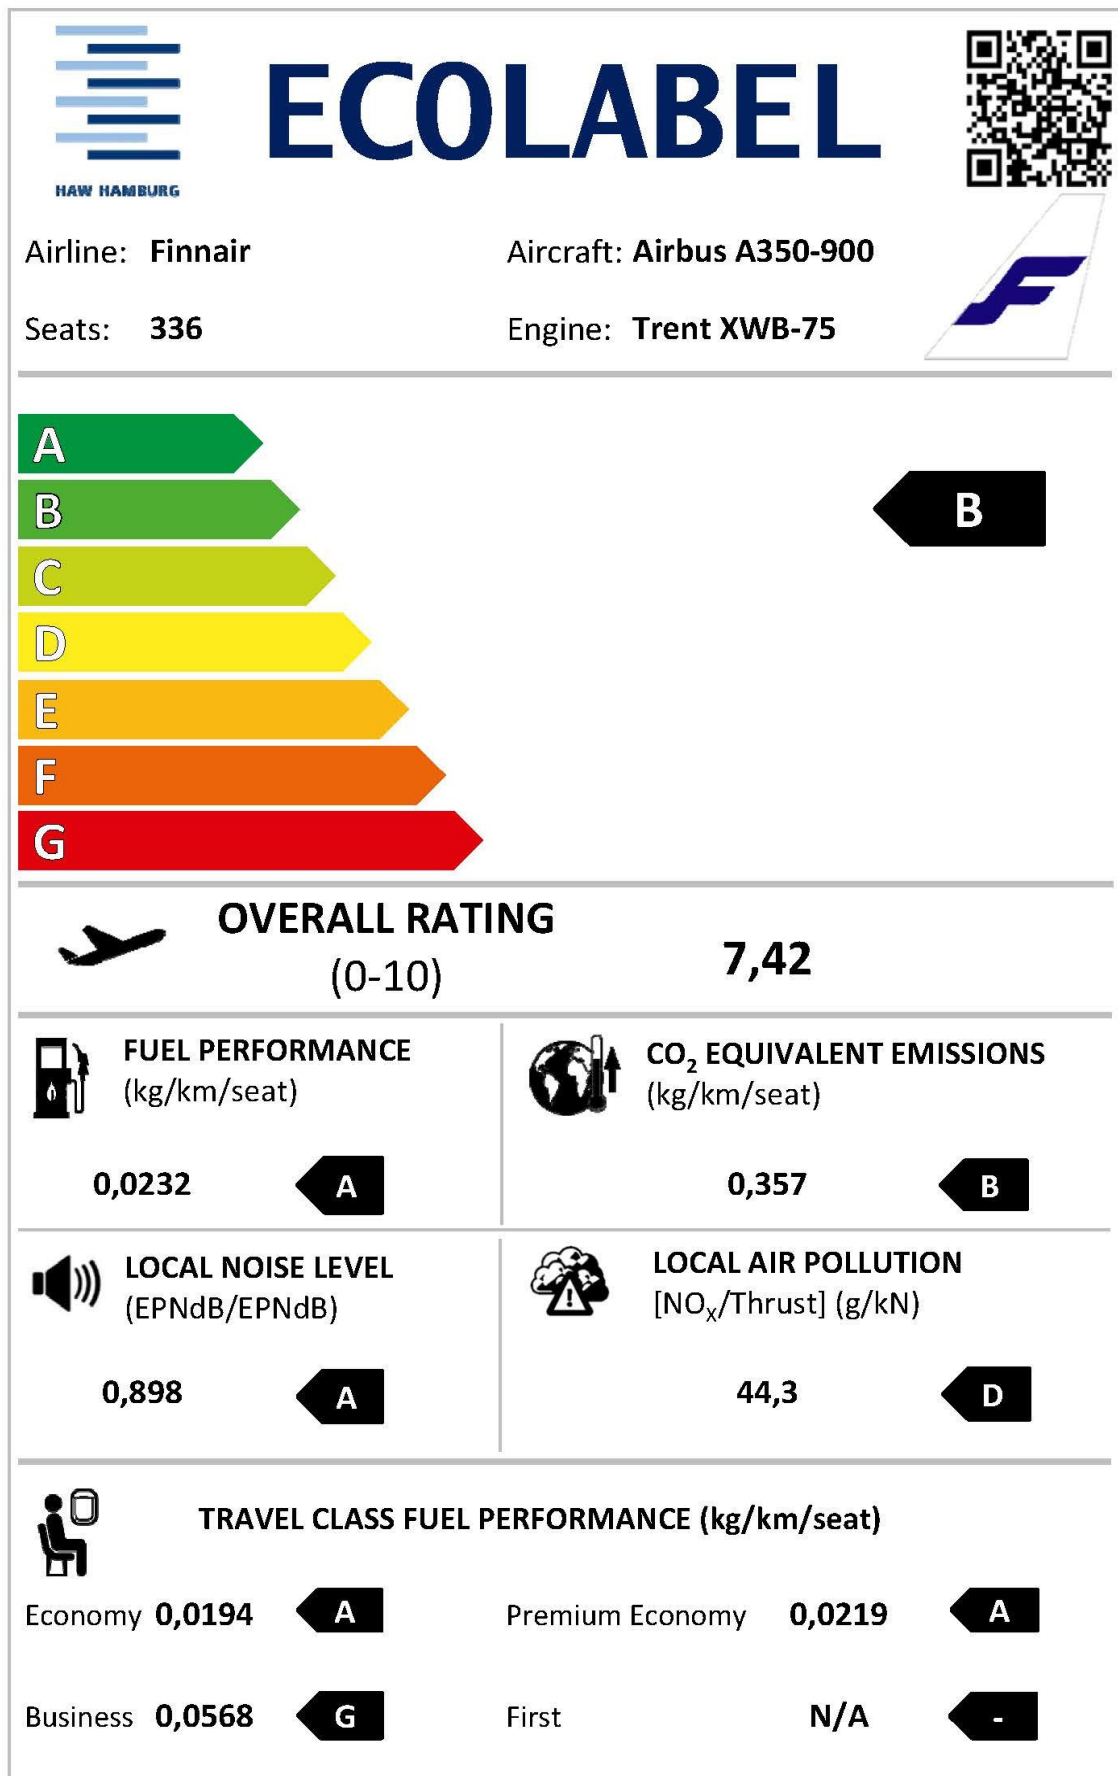 HAW HAMBURG
ECOLABEL
Airline: Finnair
Aircraft: Airbus A350-900
Seats: 336
Engine: Trent XWB-75
F
A
B
B
C
D
E
F
G
OVERALL RATING
(0-10)
7,42
FUEL PERFORMANCE
(kg/km/seat)
0,0232 A
CO₂ EQUIVALENT EMISSIONS
(kg/km/seat)
0,357 B
LOCAL NOISE LEVEL
(EPNdB/EPNdB)
0,898 A
LOCAL AIR POLLUTION
[NOₓ/Thrust] (g/kN)
44,3 D
TRAVEL CLASS FUEL PERFORMANCE (kg/km/seat)
Economy 0,0194 A
Premium Economy 0,0219 A
Business 0,0568 G
First N/A -